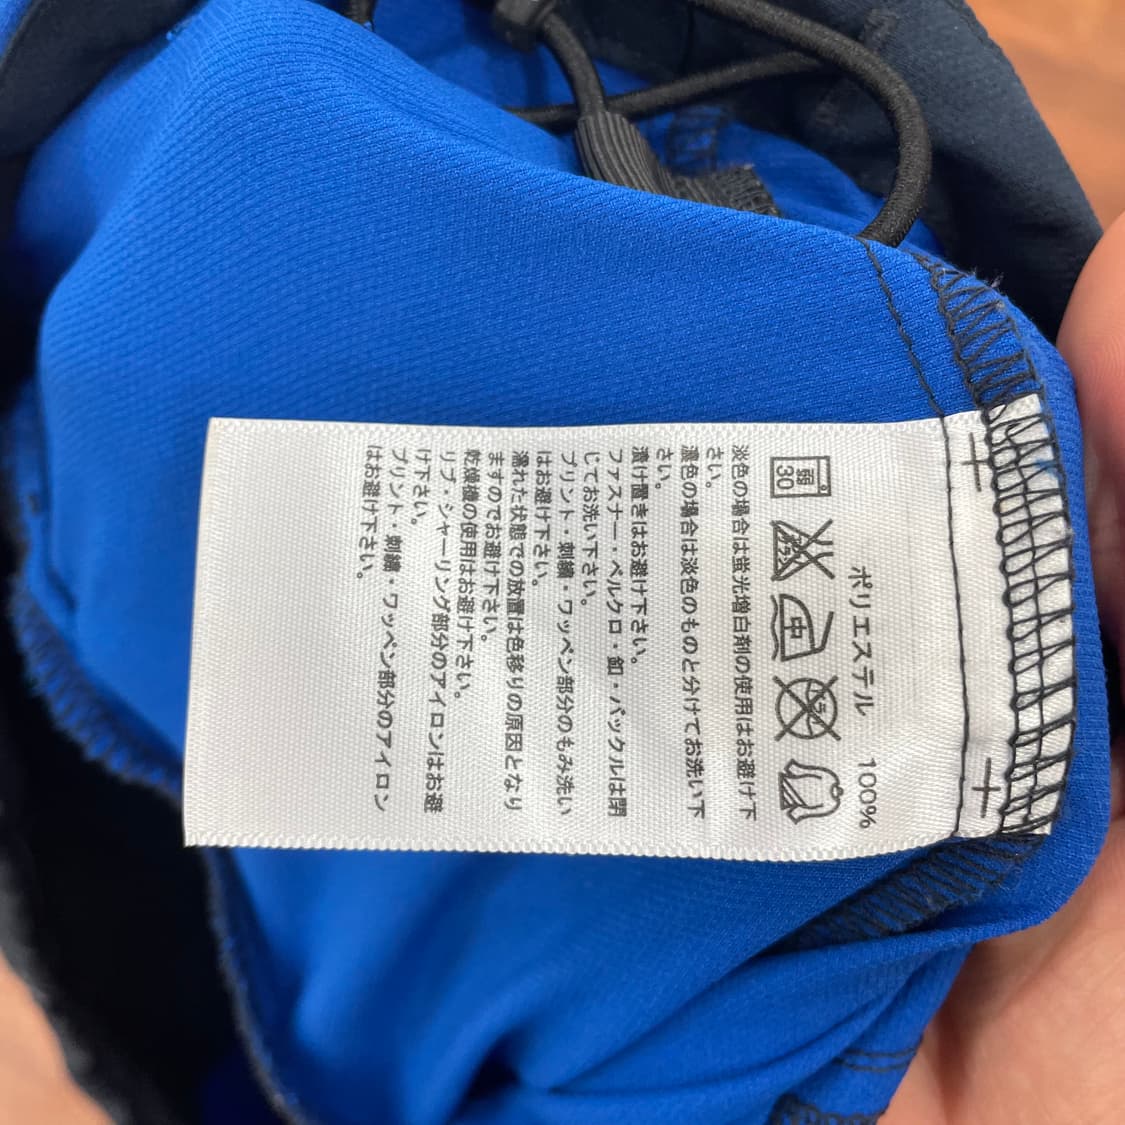 ポリエステル 100%
弱 30 エンソ サラシ 中 ドライ
淡色の場合は蛍光増白剤の使用はお避け下
さい。
濃色の場合は淡色のものと分けてお洗い下
さい。
漬け置きはお避け下さい。
ファスナー・ベルクロ・釦・バックルは閉
じてお洗い下さい。
プリント・刺繍・ワッペン部分のもみ洗い
はお避け下さい。
濡れた状態での放置は色移りの原因となり
ますのでお避け下さい。
乾燥機の使用はお避け下さい。
リブ・シャーリング部分のアイロンはお避
け下さい。
プリント・刺繍・ワッペン部分のアイロン
はお避け下さい。